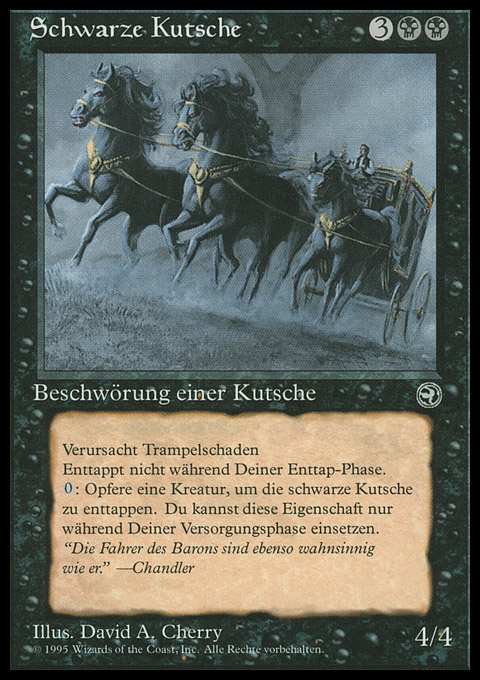 Schwarze Kutsche 3
Beschwörung einer Kutsche
Verursacht Trampelschaden
Enttappt nicht während Deiner Enttap-Phase.
0: Opfere eine Kreatur, um die schwarze Kutsche
zu enttappen. Du kannst diese Eigenschaft nur
während Deiner Versorgungsphase einsetzen.
“Die Fahrer des Barons sind ebenso wahnsinnig
wie er.” —Chandler
Illus. David A. Cherry
4/4
© 1995 Wizards of the Coast, Inc. Alle Rechte vorbehalten.